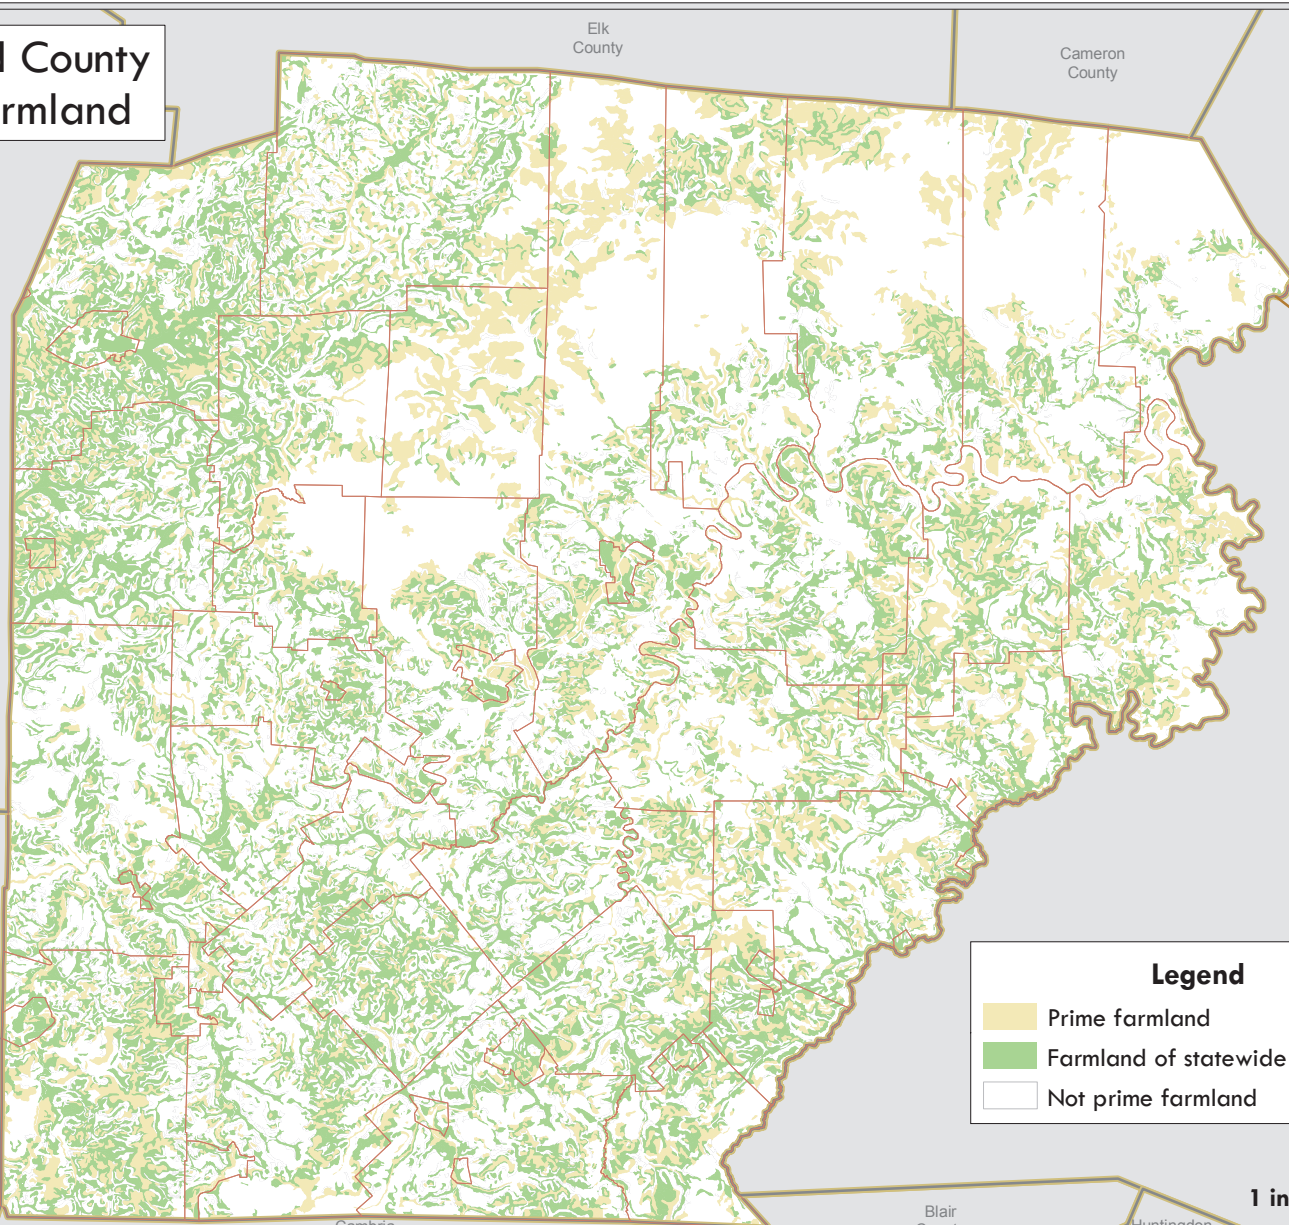 Elk
County
Cameron
County
County
rmland
Legend
Prime farmland
Farmland of statewide
Not prime farmland
1 in
Blair